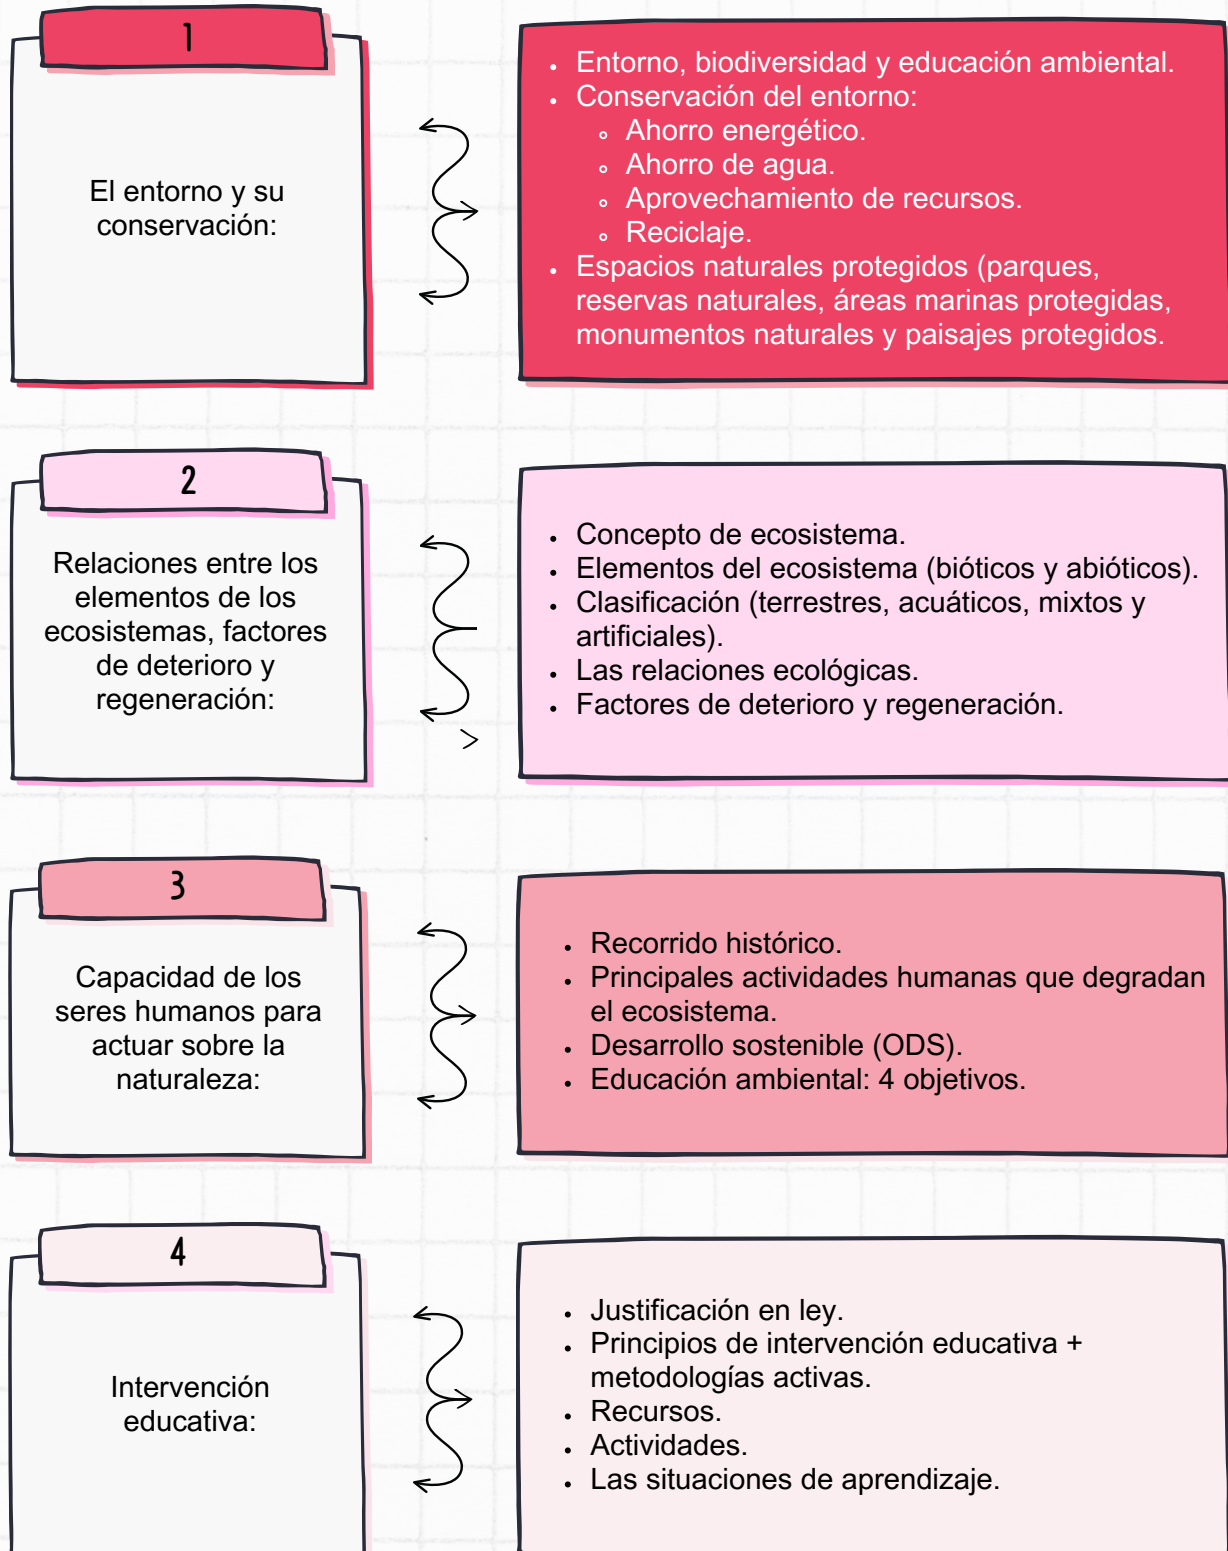 1
El entorno y su
conservación:
• Entorno, biodiversidad y educación ambiental.
• Conservación del entorno:
◦ Ahorro energético.
◦ Ahorro de agua.
◦ Aprovechamiento de recursos.
◦ Reciclaje.
• Espacios naturales protegidos (parques,
reservas naturales, áreas marinas protegidas,
monumentos naturales y paisajes protegidos.
2
Relaciones entre los
elementos de los
ecosistemas, factores
de deterioro y
regeneración:
• Concepto de ecosistema.
• Elementos del ecosistema (bióticos y abióticos).
• Clasificación (terrestres, acuáticos, mixtos y
artificiales).
• Las relaciones ecológicas.
• Factores de deterioro y regeneración.
3
Capacidad de los
seres humanos para
actuar sobre la
naturaleza:
• Recorrido histórico.
• Principales actividades humanas que degradan
el ecosistema.
• Desarrollo sostenible (ODS).
• Educación ambiental: 4 objetivos.
4
Intervención
educativa:
• Justificación en ley.
• Principios de intervención educativa +
metodologías activas.
• Recursos.
• Actividades.
• Las situaciones de aprendizaje.